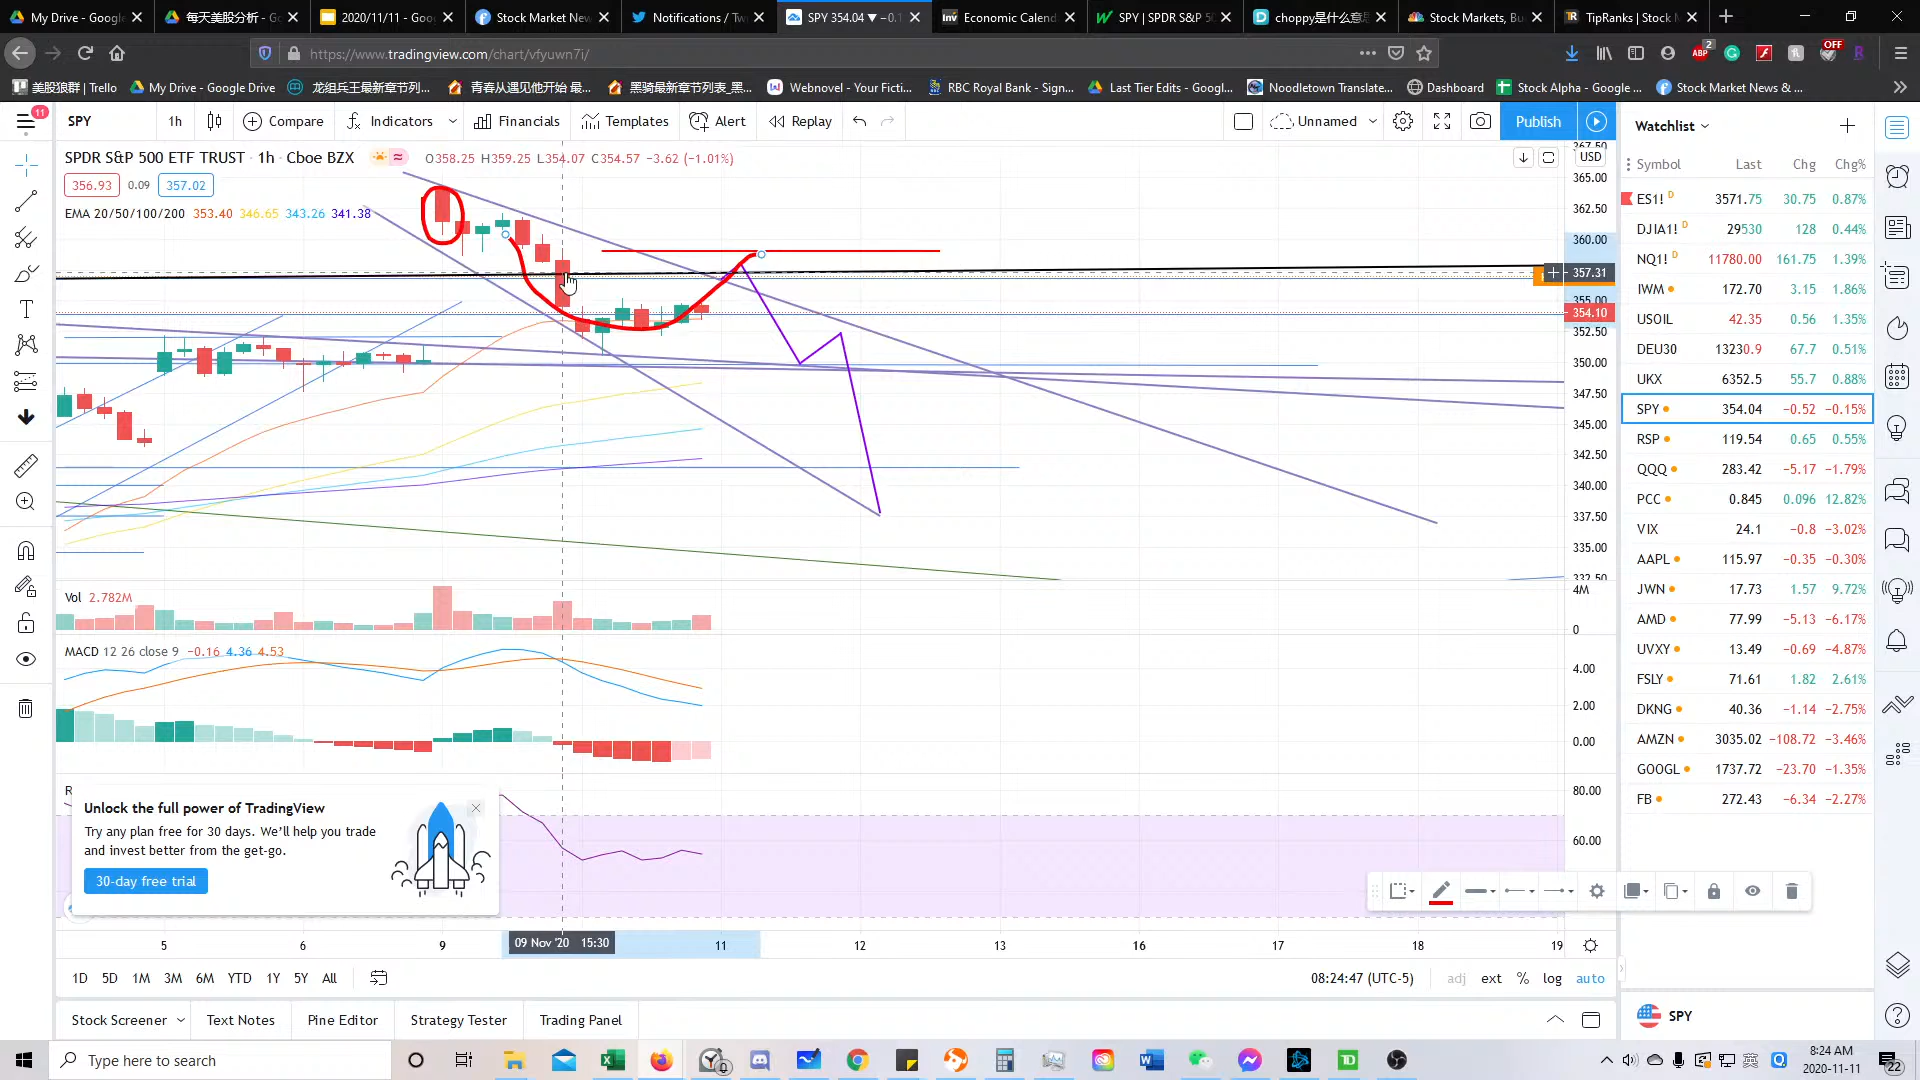 My Drive - Google
每天美股分析 - Go
2020/11/11 - Goo
Stock Market New
Notifications / Tw
SPY 354.04 ▼ −0.1
Economic Calend
SPY | SPDR S&P 5
choppy是什么意思
Stock Markets, Bu
TipRanks | Stock M
https://www.tradingview.com/chart/vfyuwn7i/
ABP
2
OFF
美股狼群 | Trello
My Drive - Google Drive
龙组兵王最新章节列...
青春从遇见他开始 最...
黑骑最新章节列表_黑...
Webnovel - Your Ficti...
RBC Royal Bank - Sign...
Last Tier Edits - Googl...
Noodletown Translate...
Dashboard
Stock Alpha - Google ...
Stock Market News & ...
11
SPY
1h
Compare
Indicators
Financials
Templates
Alert
Replay
Unnamed
Publish
SPDR S&P 500 ETF TRUST · 1h · Cboe BZX
O358.25 H359.25 L354.07 C354.57 −3.62 (−1.01%)
356.93 0.09 357.02
EMA 20/50/100/200 353.40 346.65 343.26 341.38
USD
367.50
365.00
362.50
360.00
357.31
355.00
354.10
352.50
350.00
347.50
345.00
342.50
340.00
337.50
335.00
332.50
Vol 2.782M
4M
0
MACD 12 26 close 9 −0.16 4.36 4.53
4.00
2.00
0.00
80.00
60.00
Unlock the full power of TradingView
Try any plan free for 30 days. We'll help you trade
and invest better from the get-go.
30-day free trial
5 6 9 09 Nov '20 15:30 11 12 13 16 17 18 19
1D 5D 1M 3M 6M YTD 1Y 5Y All
08:24:47 (UTC-5)
adj ext % log auto
Stock Screener
Text Notes
Pine Editor
Strategy Tester
Trading Panel
Watchlist
Symbol Last Chg Chg%
ES1! D 3571.75 30.75 0.87%
DJIA1! D 29530 128 0.44%
NQ1! D 11780.00 161.75 1.39%
IWM 172.70 3.15 1.86%
USOIL 42.35 0.56 1.35%
DEU30 13230.9 67.7 0.51%
UKX 6352.5 55.7 0.88%
SPY 354.04 −0.52 −0.15%
RSP 119.54 0.65 0.55%
QQQ 283.42 −5.17 −1.79%
PCC 0.845 0.096 12.82%
VIX 24.1 −0.8 −3.02%
AAPL 115.97 −0.35 −0.30%
JWN 17.73 1.57 9.72%
AMD 77.99 −5.13 −6.17%
UVXY 13.49 −0.69 −4.87%
FSLY 71.61 1.82 2.61%
DKNG 40.36 −1.14 −2.75%
AMZN 3035.02 −108.72 −3.46%
GOOGL 1737.72 −23.70 −1.35%
FB 272.43 −6.34 −2.27%
SPY
Type here to search
英
8:24 AM
2020-11-11
22